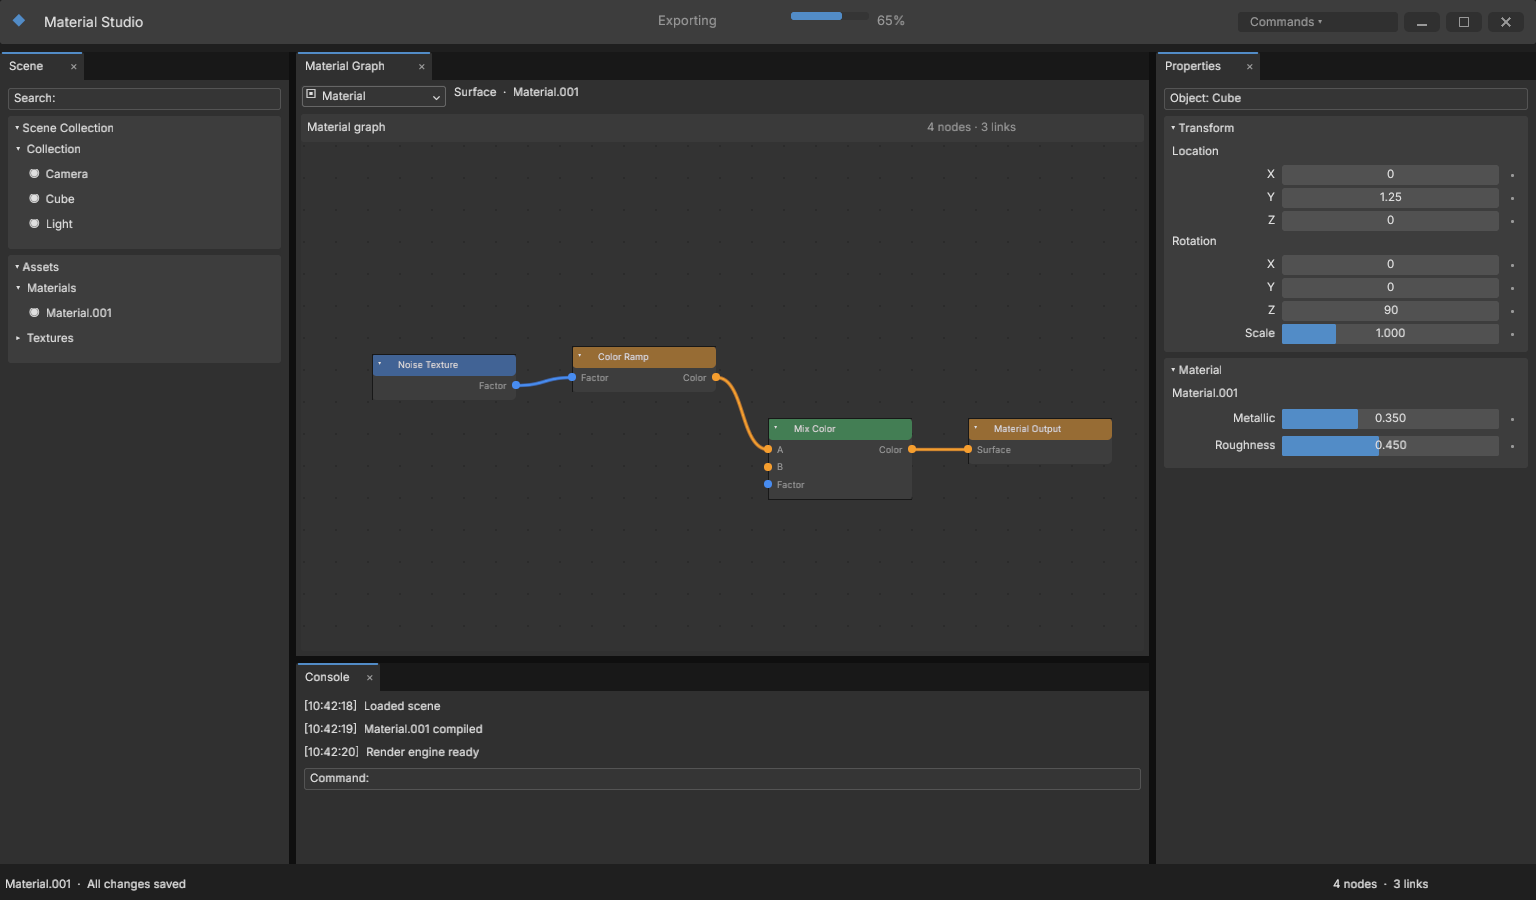 Material Studio
Exporting 65%
Commands
Scene
Search:
Scene Collection
Collection
Camera
Cube
Light
Assets
Materials
Material.001
Textures
Material Graph
Material
Surface · Material.001
Material graph
4 nodes · 3 links
Noise Texture
Factor
Color Ramp
Factor Color
Mix Color
A Color
B
Factor
Material Output
Surface
Console
[10:42:18] Loaded scene
[10:42:19] Material.001 compiled
[10:42:20] Render engine ready
Command:
Properties
Object: Cube
Transform
Location
X 0
Y 1.25
Z 0
Rotation
X 0
Y 0
Z 90
Scale 1.000
Material
Material.001
Metallic 0.350
Roughness 0.450
Material.001 · All changes saved
4 nodes · 3 links